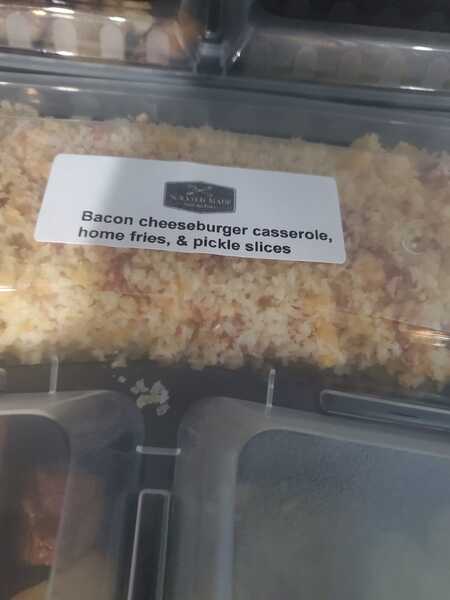 Bacon cheeseburger casserole,
home fries, & pickle slices